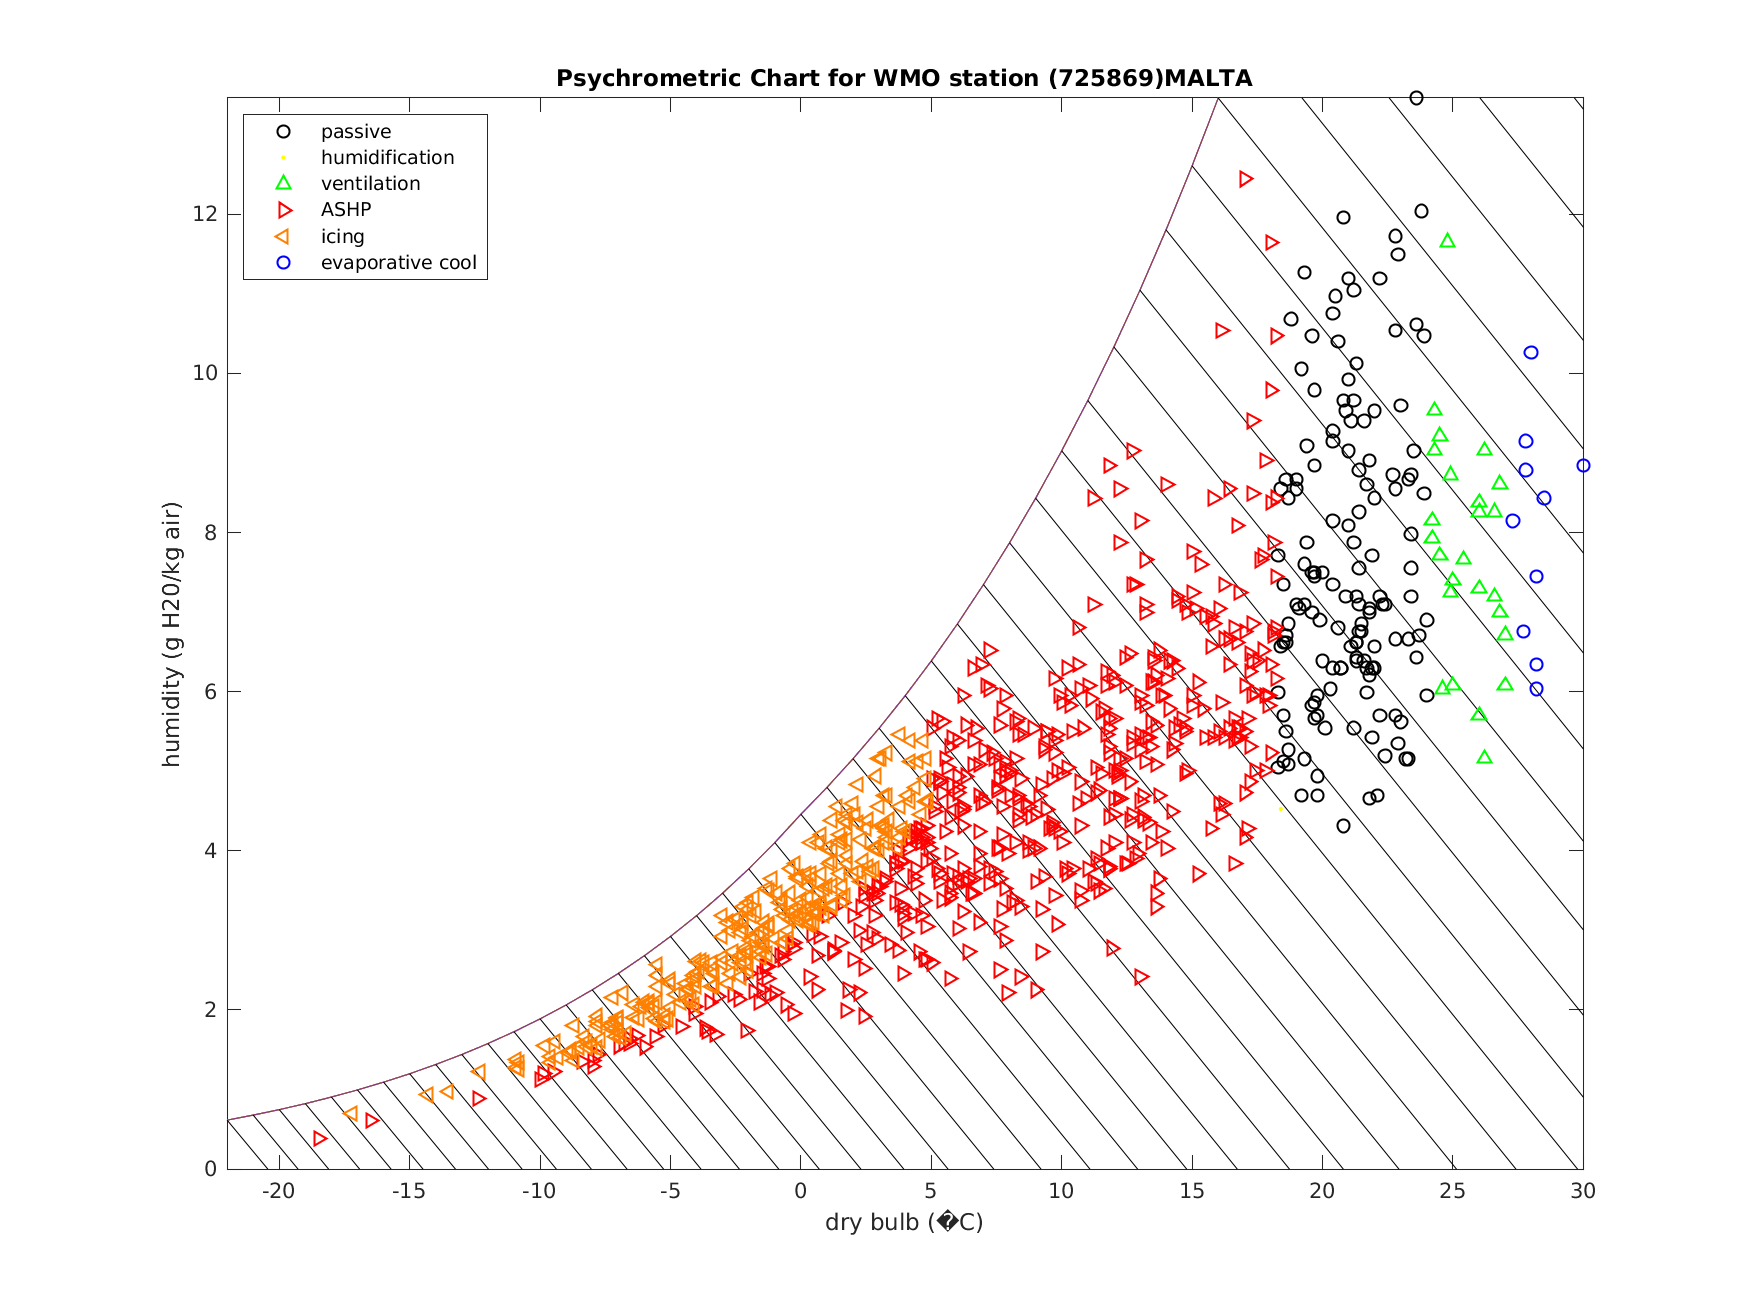 Psychrometric Chart for WMO station (725869)MALTA
passive
humidification
ventilation
ASHP
icing
evaporative cool
humidity (g H20/kg air)
12
10
8
6
4
2
0
-20 -15 -10 -5 0 5 10 15 20 25 30
dry bulb (�C)